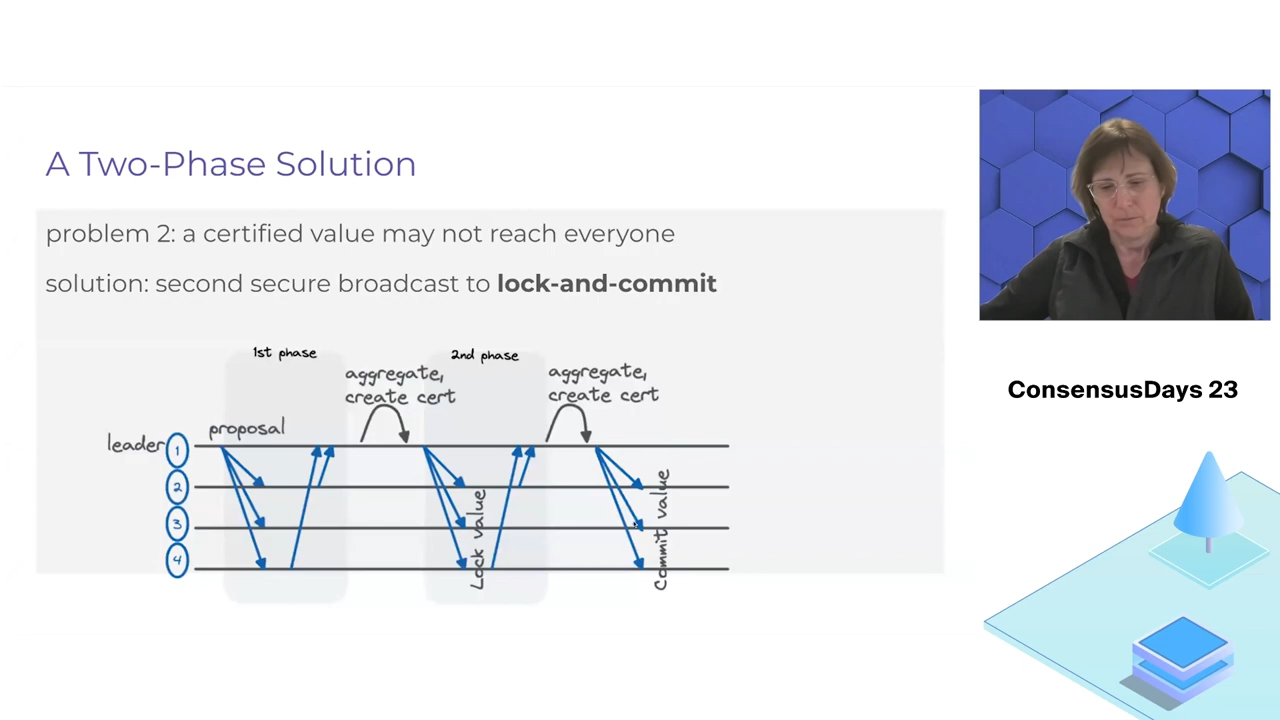 A Two-Phase Solution
problem 2: a certified value may not reach everyone
solution: second secure broadcast to lock-and-commit
1st phase
2nd phase
aggregate,
create cert
aggregate,
create cert
proposal
leader
1
2
3
4
Lock value
Commit value
ConsensusDays 23